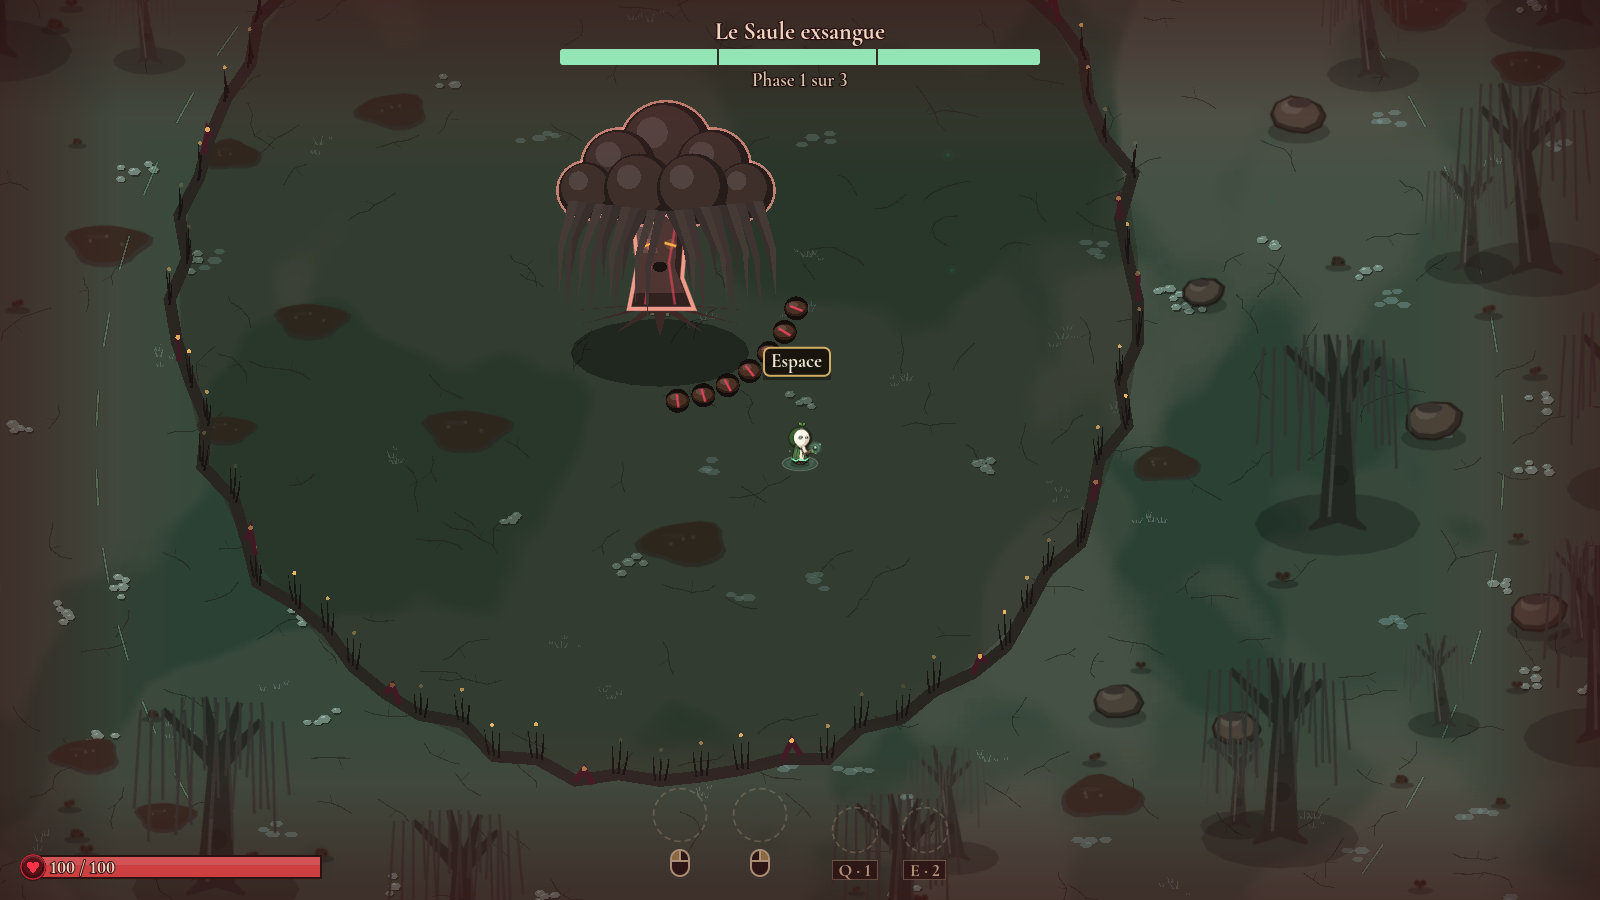 Le Saule exsangue
Phase 1 sur 3
Espace
100 / 100
Q · 1
E · 2